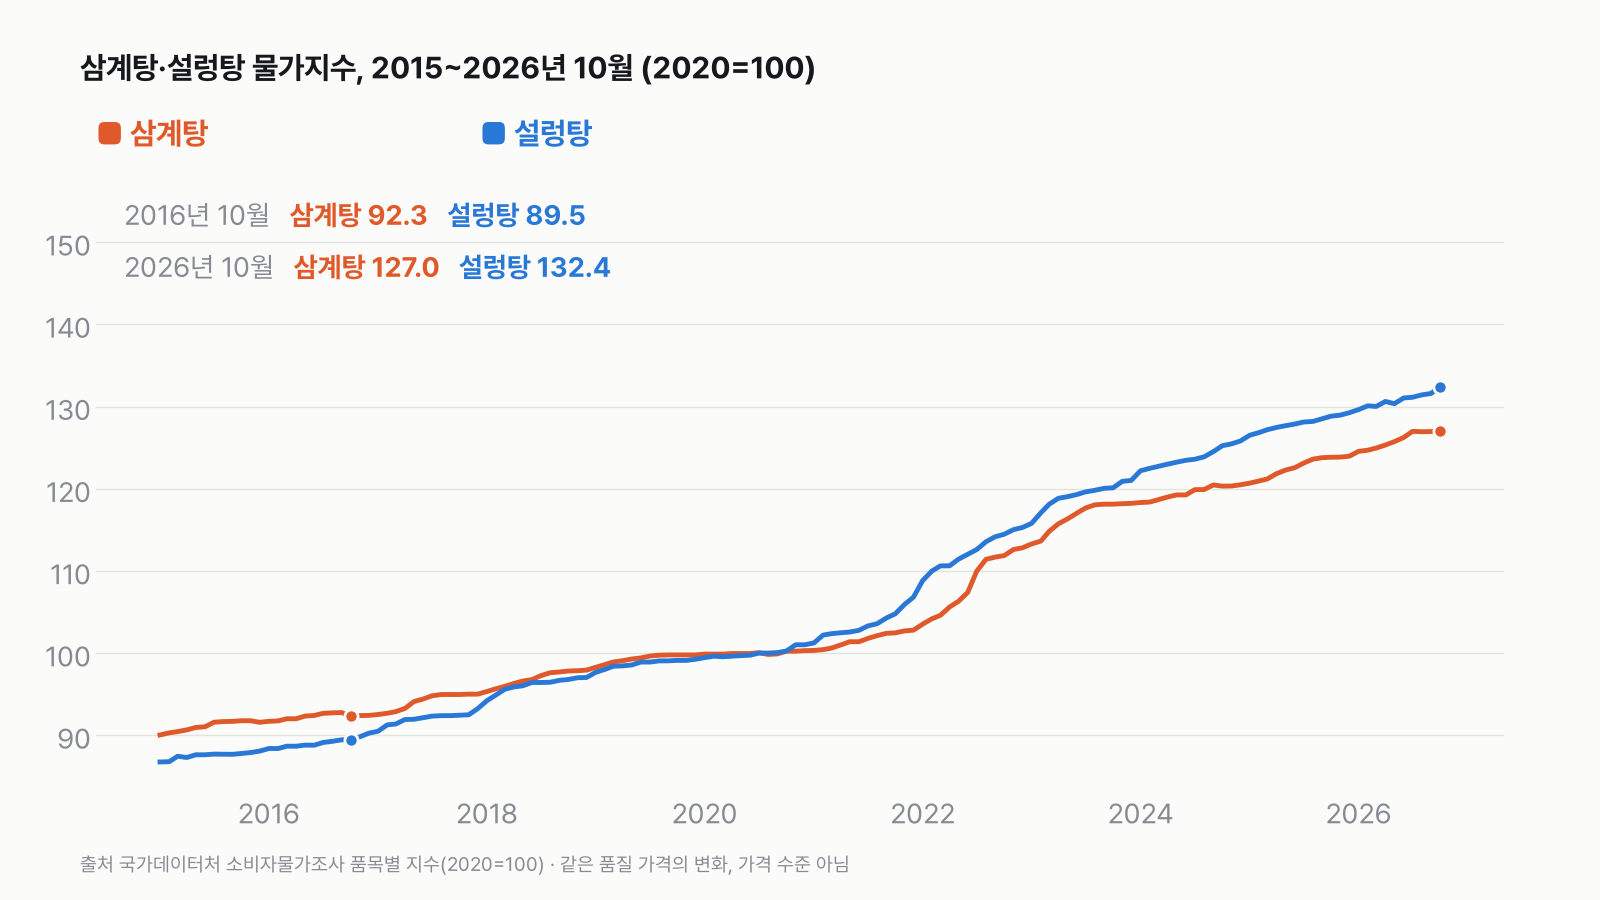 삼계탕·설렁탕 물가지수, 2015~2026년 10월 (2020=100)
삼계탕 설렁탕
2016년 10월 삼계탕 92.3 설렁탕 89.5
150
2026년 10월 삼계탕 127.0 설렁탕 132.4
140
130
120
110
100
90
2016 2018 2020 2022 2024 2026
출처 국가데이터처 소비자물가조사 품목별 지수(2020=100) · 같은 품질 가격의 변화, 가격 수준 아님